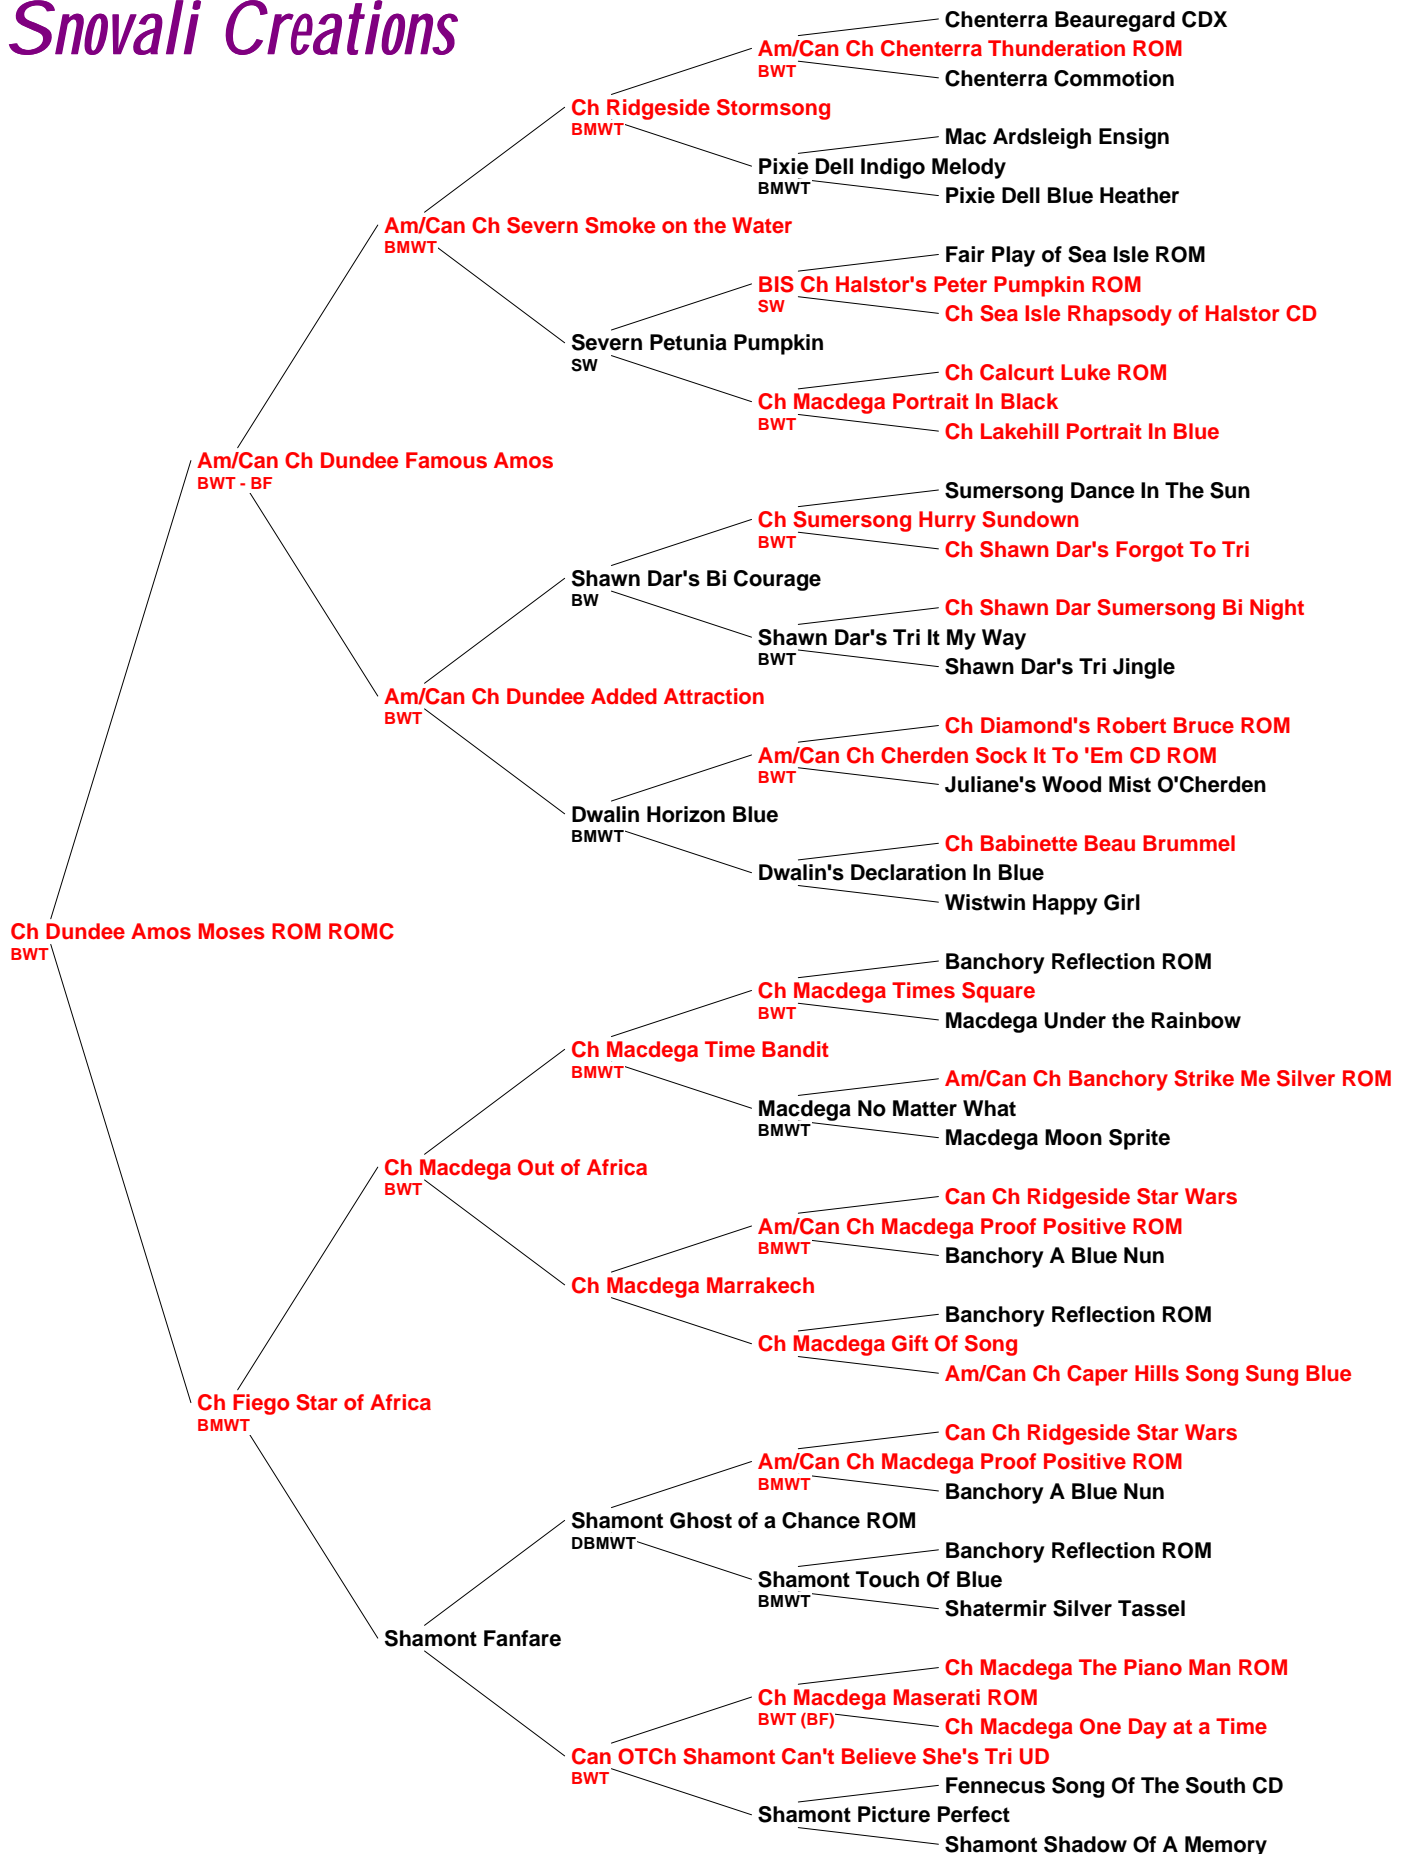 Snovali Creations
Chenterra Beauregard CDX
Am/Can Ch Chenterra Thunderation ROM
BWT
Chenterra Commotion
Ch Ridgeside Stormsong
BMWT
Mac Ardsleigh Ensign
Pixie Dell Indigo Melody
BMWT
Pixie Dell Blue Heather
Am/Can Ch Severn Smoke on the Water
BMWT
Fair Play of Sea Isle ROM
BIS Ch Halstor's Peter Pumpkin ROM
SW
Ch Sea Isle Rhapsody of Halstor CD
Severn Petunia Pumpkin
SW
Ch Calcurt Luke ROM
Ch Macdega Portrait In Black
BWT
Ch Lakehill Portrait In Blue
Am/Can Ch Dundee Famous Amos
BWT - BF
Sumersong Dance In The Sun
Ch Sumersong Hurry Sundown
BWT
Ch Shawn Dar's Forgot To Tri
Shawn Dar's Bi Courage
BW
Ch Shawn Dar Sumersong Bi Night
Shawn Dar's Tri It My Way
BWT
Shawn Dar's Tri Jingle
Am/Can Ch Dundee Added Attraction
BWT
Ch Diamond's Robert Bruce ROM
Am/Can Ch Cherden Sock It To 'Em CD ROM
BWT
Juliane's Wood Mist O'Cherden
Dwalin Horizon Blue
BMWT
Ch Babinette Beau Brummel
Dwalin's Declaration In Blue
Wistwin Happy Girl
Ch Dundee Amos Moses ROM ROMC
BWT
Banchory Reflection ROM
Ch Macdega Times Square
BWT
Macdega Under the Rainbow
Ch Macdega Time Bandit
BMWT
Am/Can Ch Banchory Strike Me Silver ROM
Macdega No Matter What
BMWT
Macdega Moon Sprite
Ch Macdega Out of Africa
BWT
Can Ch Ridgeside Star Wars
Am/Can Ch Macdega Proof Positive ROM
BMWT
Banchory A Blue Nun
Ch Macdega Marrakech
Banchory Reflection ROM
Ch Macdega Gift Of Song
Am/Can Ch Caper Hills Song Sung Blue
Ch Fiego Star of Africa
BMWT
Can Ch Ridgeside Star Wars
Am/Can Ch Macdega Proof Positive ROM
BMWT
Banchory A Blue Nun
Shamont Ghost of a Chance ROM
DBMWT
Banchory Reflection ROM
Shamont Touch Of Blue
BMWT
Shatermir Silver Tassel
Shamont Fanfare
Ch Macdega The Piano Man ROM
Ch Macdega Maserati ROM
BWT (BF)
Ch Macdega One Day at a Time
Can OTCh Shamont Can't Believe She's Tri UD
BWT
Fennecus Song Of The South CD
Shamont Picture Perfect
Shamont Shadow Of A Memory